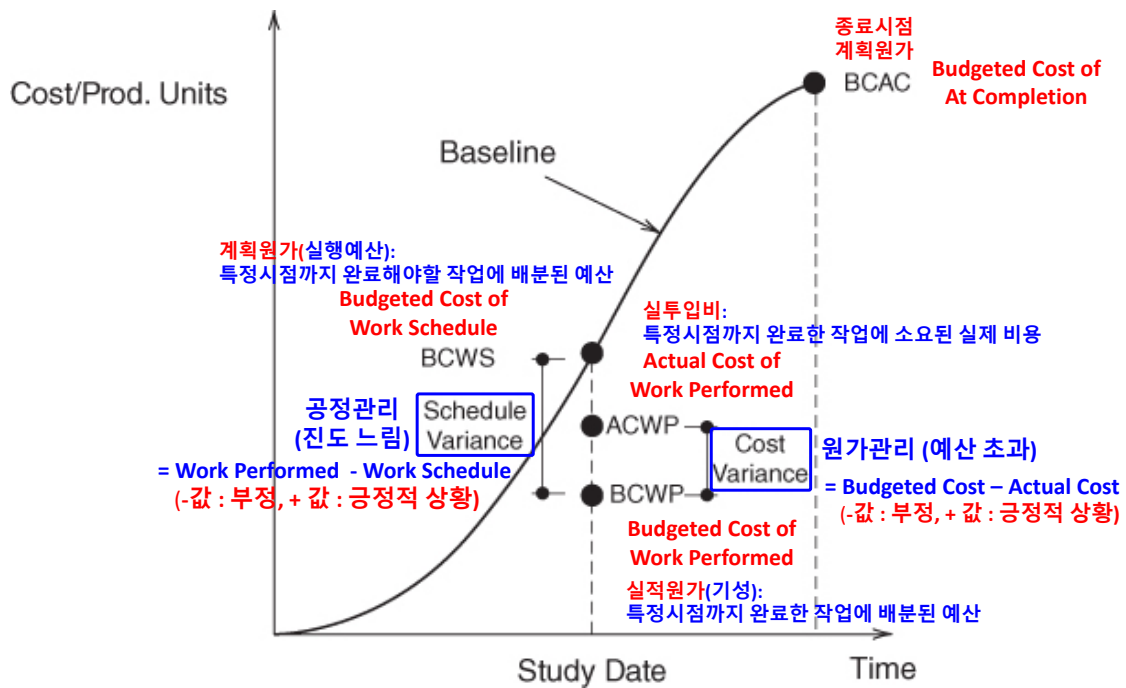 종료시점
계획원가
BCAC
Budgeted Cost of
At Completion
Cost/Prod. Units
Baseline
계획원가(실행예산):
특정시점까지 완료해야할 작업에 배분된 예산
Budgeted Cost of
Work Schedule
BCWS
실투입비:
특정시점까지 완료한 작업에 소요된 실제 비용
Actual Cost of
Work Performed
공정관리
(진도 느림)
Schedule
Variance
= Work Performed - Work Schedule
(-값 : 부정, + 값 : 긍정적 상황)
ACWP
BCWP
Cost
Variance
원가관리 (예산 초과)
= Budgeted Cost – Actual Cost
(-값 : 부정, + 값 : 긍정적 상황)
Budgeted Cost of
Work Performed
실적원가(기성):
특정시점까지 완료한 작업에 배분된 예산
Study Date
Time